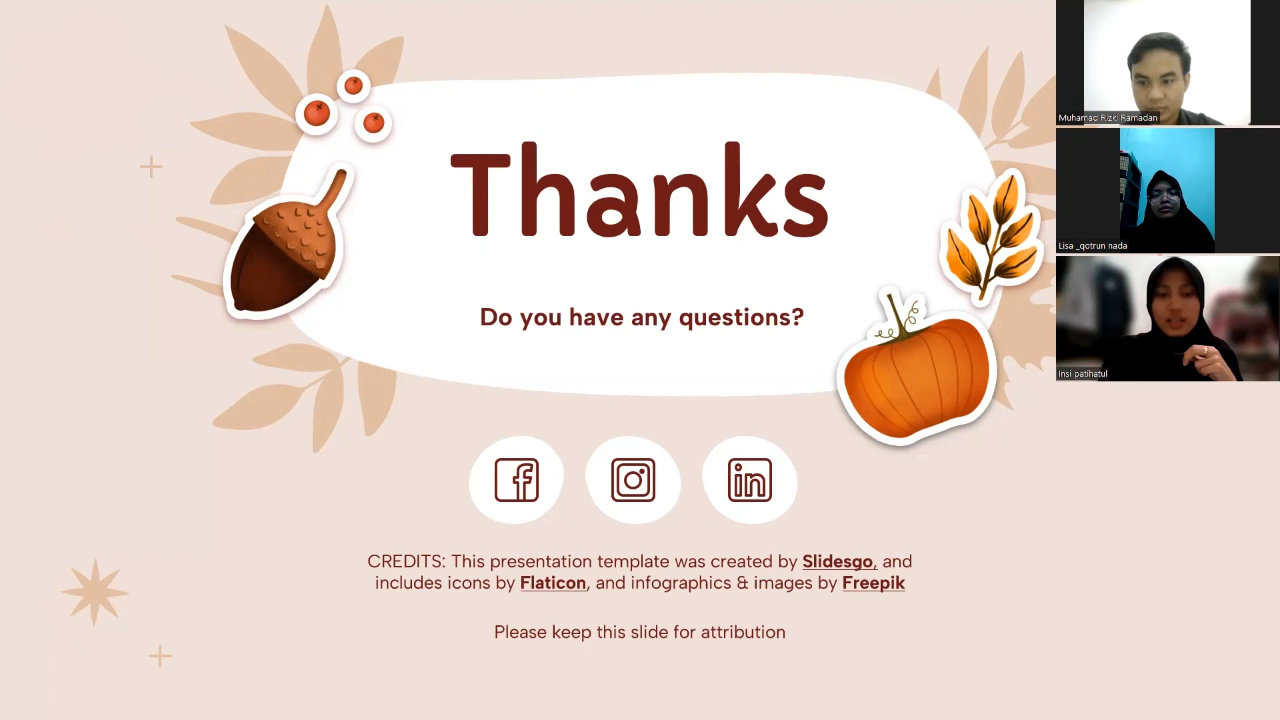 Thanks
Do you have any questions?
CREDITS: This presentation template was created by Slidesgo, and
includes icons by Flaticon, and infographics & images by Freepik
Please keep this slide for attribution
Muhamad Rizki Ramadan
Lisa _qotrun nada
Insi patihatul